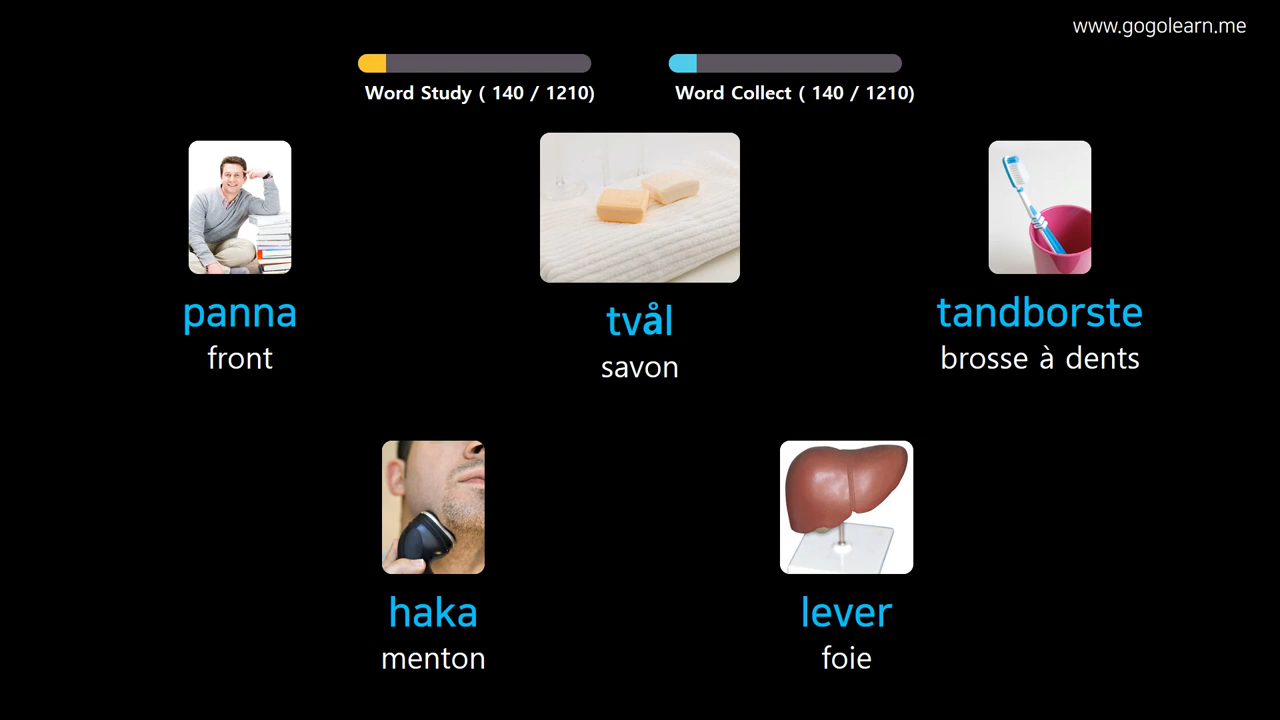 www.gogolearn.me
Word Study ( 140 / 1210)
Word Collect ( 140 / 1210)
panna
front
tvål
savon
tandborste
brosse à dents
haka
menton
lever
foie